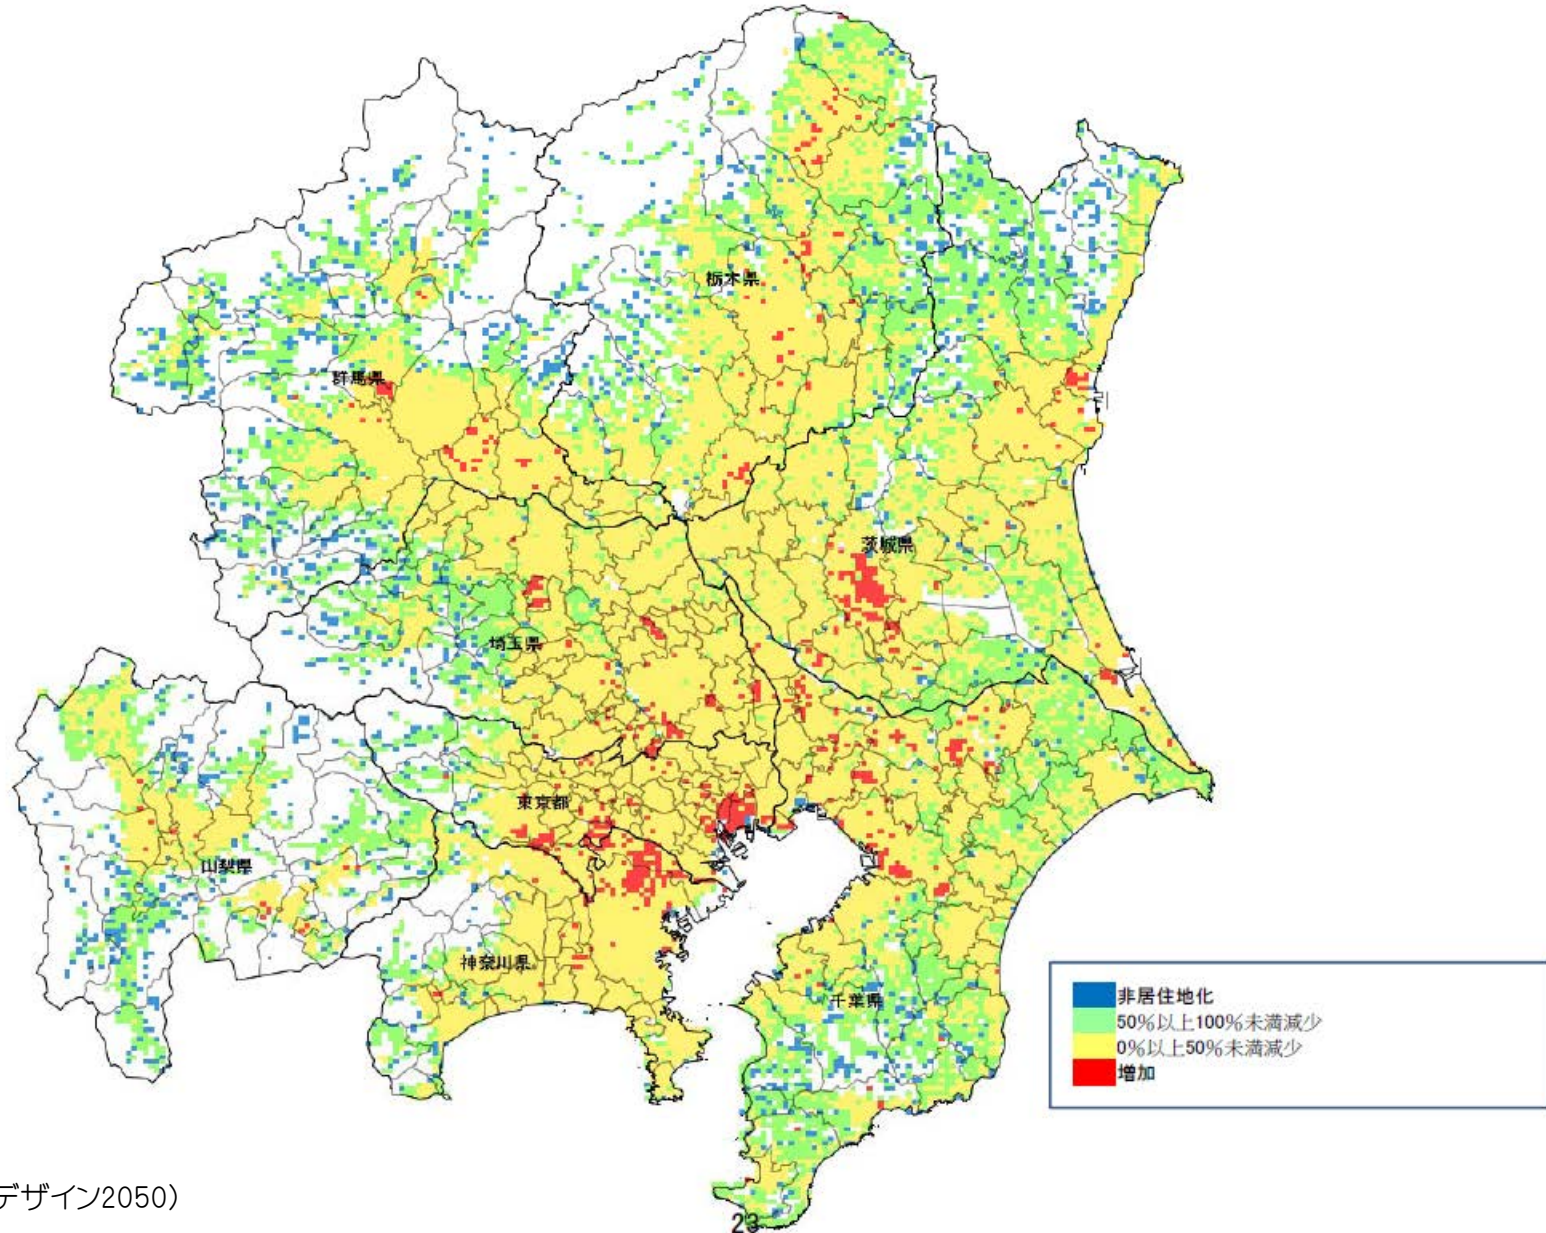 栃木県
群馬県
茨城県
埼玉県
東京都
山梨県
神奈川県
千葉県
非居住地化
50%以上100%未満減少
0%以上50%未満減少
増加
デザイン2050)
23